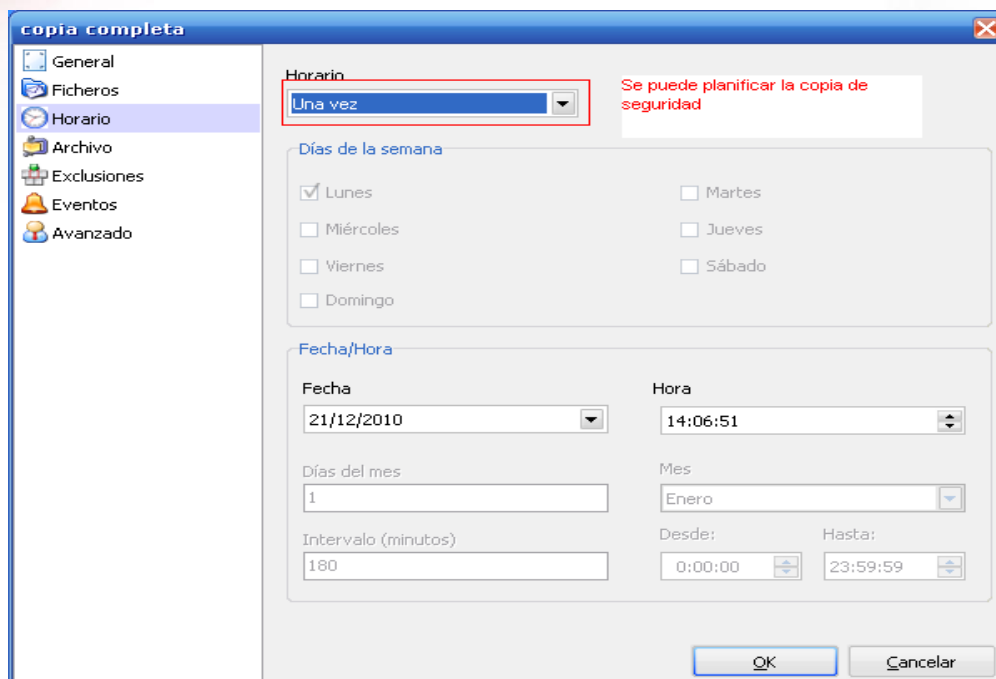 copia completa
General
Ficheros
Horario
Archivo
Exclusiones
Eventos
Avanzado
Horario
Una vez
Se puede planificar la copia de
seguridad
Días de la semana
Lunes
Martes
Miércoles
Jueves
Viernes
Sábado
Domingo
Fecha/Hora
Fecha
Hora
21/12/2010
14:06:51
Días del mes
Mes
1
Enero
Intervalo (minutos)
Desde:
Hasta:
180
0:00:00
23:59:59
OK
Cancelar